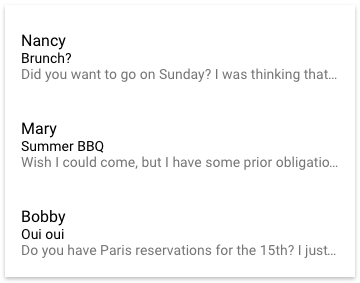 Nancy
Brunch?
Did you want to go on Sunday? I was thinking that…
Mary
Summer BBQ
Wish I could come, but I have some prior obligatio…
Bobby
Oui oui
Do you have Paris reservations for the 15th? I just…